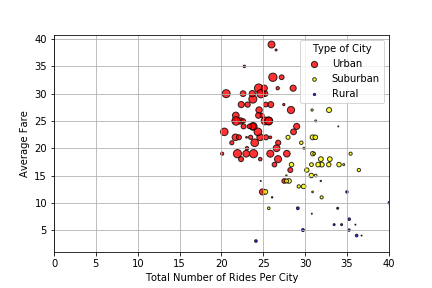 Average Fare
40
35
30
25
20
15
10
5
Type of City
Urban
Suburban
Rural
0 5 10 15 20 25 30 35 40
Total Number of Rides Per City